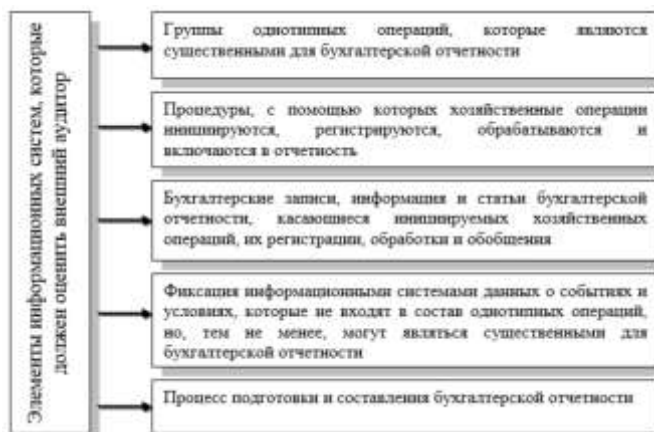 Элементы информационных систем, которые
должен оценить внешний аудитор
Группы однотипных операций, которые являются
существенными для бухгалтерской отчетности
Процедуры, с помощью которых хозяйственные операции
инициируются, регистрируются, обрабатываются и
включаются в отчетность
Бухгалтерские записи, информация и статьи бухгалтерской
отчетности, касающиеся инициируемых хозяйственных
операций, их регистрации, обработки и обобщения
Фиксация информационными системами данных о событиях и
условиях, которые не входят в состав однотипных операций,
но, тем не менее, могут являться существенными для
бухгалтерской отчетности
Процесс подготовки и составления бухгалтерской отчетности